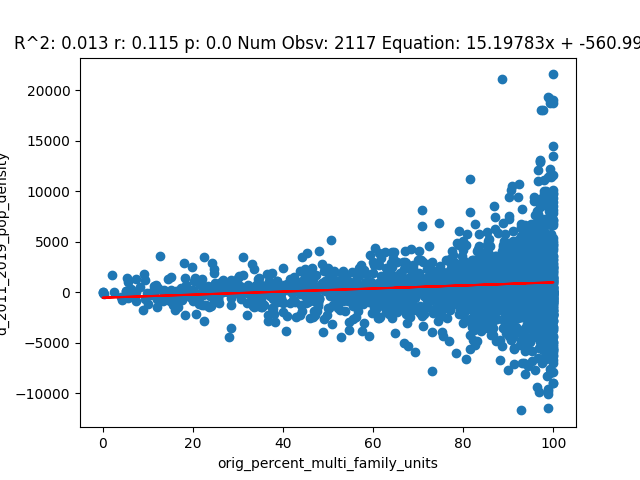 R^2: 0.013 r: 0.115 p: 0.0 Num Obsv: 2117 Equation: 15.19783x + -560.99
20000
15000
10000
5000
0
−5000
−10000
d_2011_2019_pop_density
0 20 40 60 80 100
orig_percent_multi_family_units